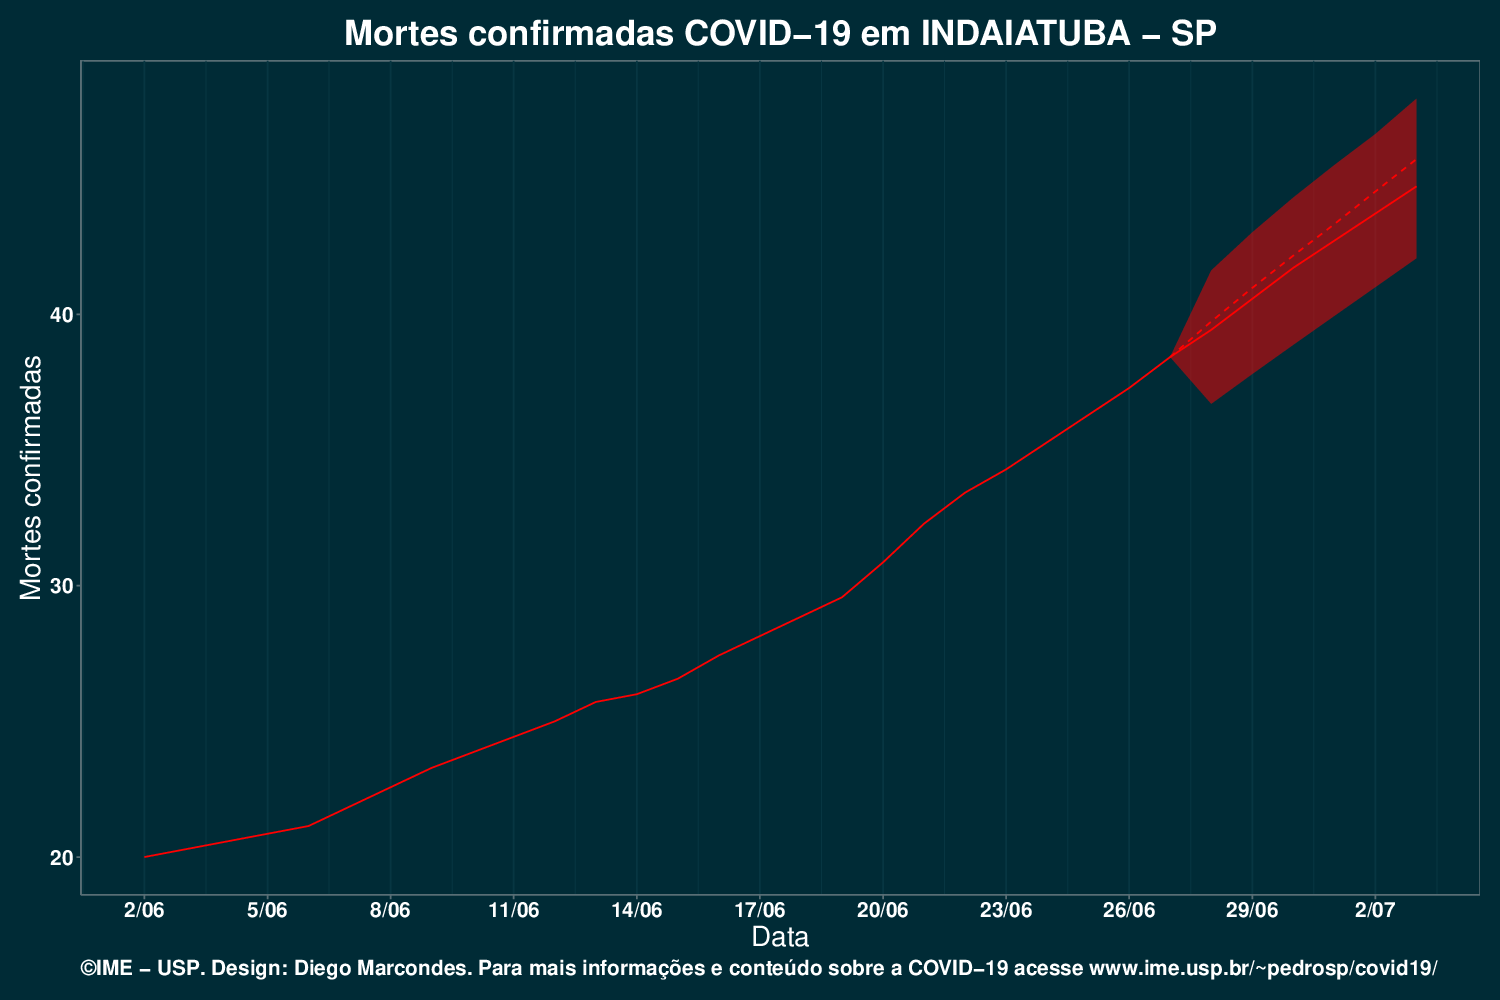 Mortes confirmadas COVID−19 em INDAIATUBA − SP
Mortes confirmadas
40
30
20
2/06 5/06 8/06 11/06 14/06 17/06 20/06 23/06 26/06 29/06 2/07
Data
©IME − USP. Design: Diego Marcondes. Para mais informações e conteúdo sobre a COVID−19 acesse www.ime.usp.br/~pedrosp/covid19/